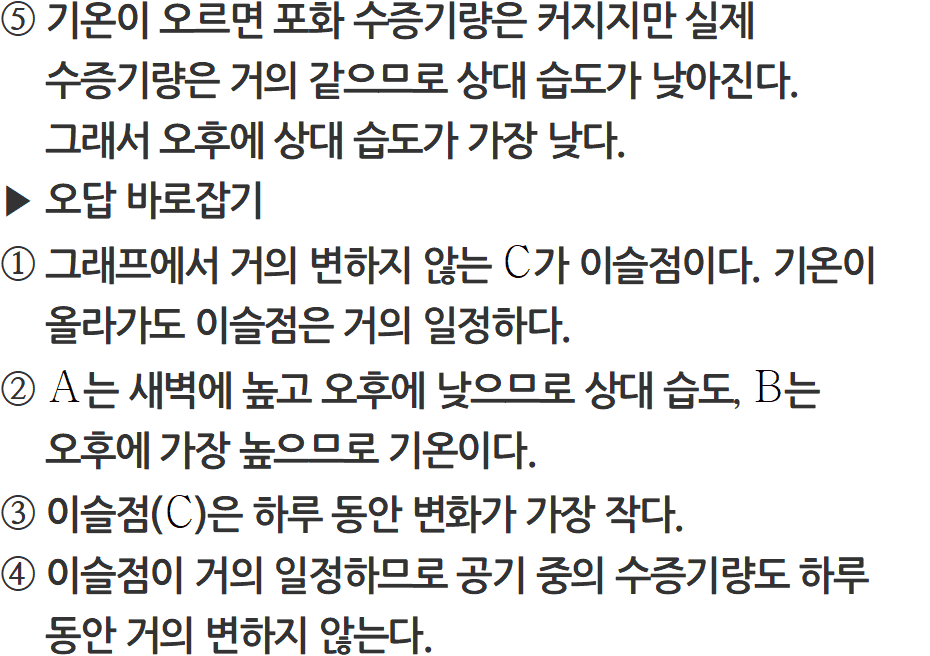 ⑤ 기온이 오르면 포화 수증기량은 커지지만 실제
수증기량은 거의 같으므로 상대 습도가 낮아진다.
그래서 오후에 상대 습도가 가장 낮다.
▶ 오답 바로잡기
① 그래프에서 거의 변하지 않는 C가 이슬점이다. 기온이
올라가도 이슬점은 거의 일정하다.
② A는 새벽에 높고 오후에 낮으므로 상대 습도, B는
오후에 가장 높으므로 기온이다.
③ 이슬점(C)은 하루 동안 변화가 가장 작다.
④ 이슬점이 거의 일정하므로 공기 중의 수증기량도 하루
동안 거의 변하지 않는다.